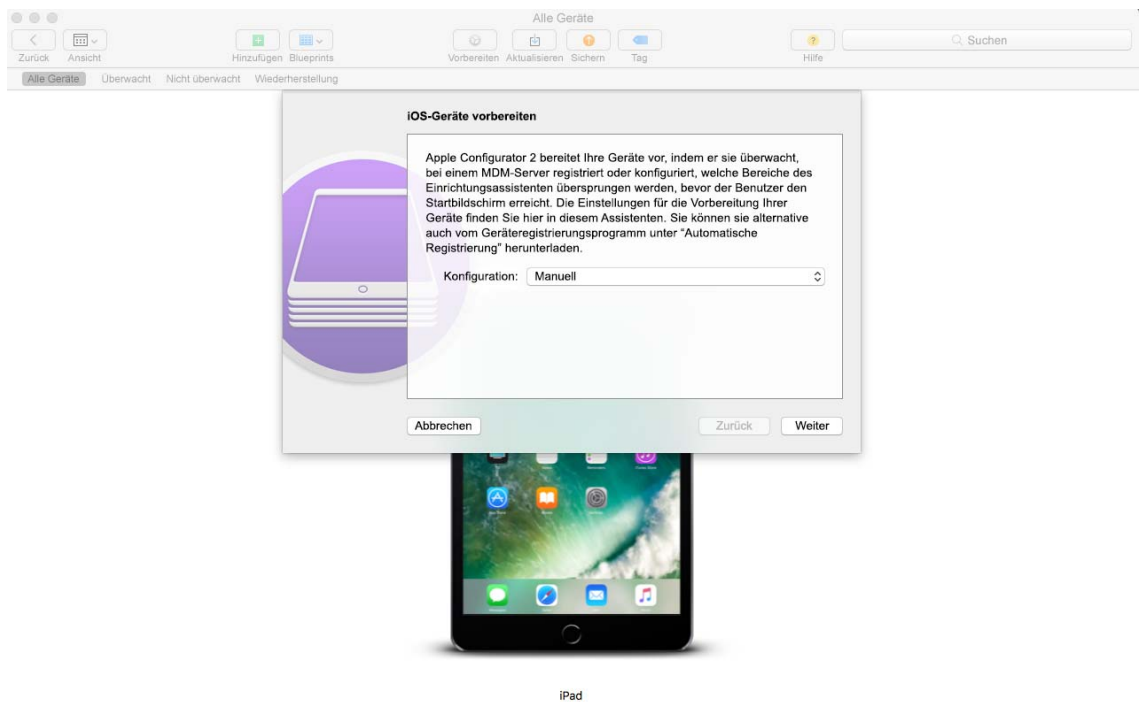 Alle Geräte
Zurück Ansicht Hinzufügen Blueprints Vorbereiten Aktualisieren Sichern Tag Hilfe Suchen
Alle Geräte Überwacht Nicht überwacht Wiederherstellung
iOS-Geräte vorbereiten
Apple Configurator 2 bereitet Ihre Geräte vor, indem er sie überwacht,
bei einem MDM-Server registriert oder konfiguriert, welche Bereiche des
Einrichtungsassistenten übersprungen werden, bevor der Benutzer den
Startbildschirm erreicht. Die Einstellungen für die Vorbereitung Ihrer
Geräte finden Sie hier in diesem Assistenten. Sie können sie alternative
auch vom Geräteregistrierungsprogramm unter “Automatische
Registrierung” herunterladen.
Konfiguration: Manuell
Abbrechen Zurück Weiter
iPad